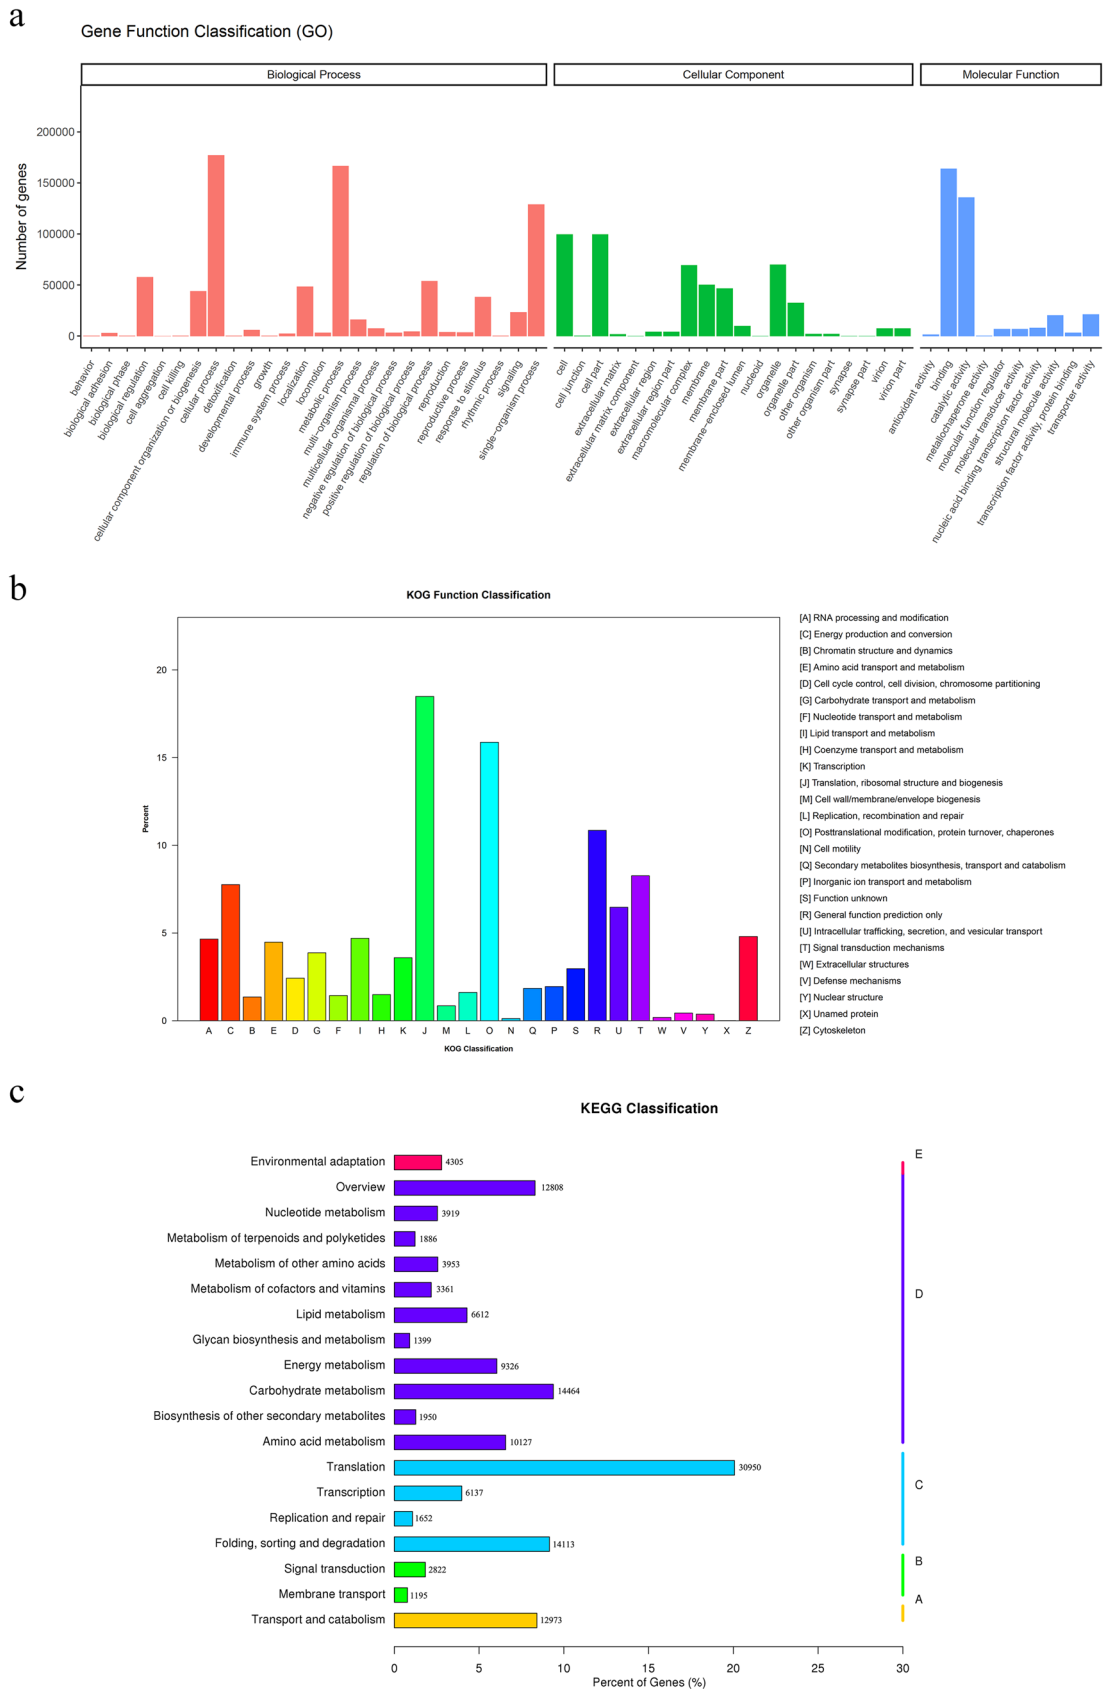 a
Gene Function Classification (GO)
Biological Process
Cellular Component
Molecular Function
Number of genes
200000
150000
100000
50000
0
behavior
biological adhesion
biological phase
biological regulation
cell aggregation
cell killing
cellular component organization or biogenesis
cellular process
detoxification
developmental process
growth
immune system process
localization
locomotion
metabolic process
multi−organism process
multicellular organismal process
negative regulation of biological process
positive regulation of biological process
regulation of biological process
reproduction
reproductive process
response to stimulus
rhythmic process
signaling
single−organism process
cell
cell junction
cell part
extracellular matrix
extracellular matrix component
extracellular region
extracellular region part
macromolecular complex
membrane
membrane part
membrane−enclosed lumen
nucleoid
organelle
organelle part
other organism
other organism part
synapse
synapse part
virion
virion part
antioxidant activity
binding
catalytic activity
metallochaperone activity
molecular function regulator
molecular transducer activity
nucleic acid binding transcription factor activity
structural molecule activity
transcription factor activity, protein binding
transporter activity
b
KOG Function Classification
Percent
20
15
10
5
0
A C B E D G F I H K J M L O N Q P S R U T W V Y X Z
KOG Classification
[A] RNA processing and modification
[C] Energy production and conversion
[B] Chromatin structure and dynamics
[E] Amino acid transport and metabolism
[D] Cell cycle control, cell division, chromosome partitioning
[G] Carbohydrate transport and metabolism
[F] Nucleotide transport and metabolism
[I] Lipid transport and metabolism
[H] Coenzyme transport and metabolism
[K] Transcription
[J] Translation, ribosomal structure and biogenesis
[M] Cell wall/membrane/envelope biogenesis
[L] Replication, recombination and repair
[O] Posttranslational modification, protein turnover, chaperones
[N] Cell motility
[Q] Secondary metabolites biosynthesis, transport and catabolism
[P] Inorganic ion transport and metabolism
[S] Function unknown
[R] General function prediction only
[U] Intracellular trafficking, secretion, and vesicular transport
[T] Signal transduction mechanisms
[W] Extracellular structures
[V] Defense mechanisms
[Y] Nuclear structure
[X] Unamed protein
[Z] Cytoskeleton
c
KEGG Classification
Environmental adaptation 4305
Overview 12808
Nucleotide metabolism 3919
Metabolism of terpenoids and polyketides 1886
Metabolism of other amino acids 3953
Metabolism of cofactors and vitamins 3361
Lipid metabolism 6612
Glycan biosynthesis and metabolism 1399
Energy metabolism 9326
Carbohydrate metabolism 14464
Biosynthesis of other secondary metabolites 1950
Amino acid metabolism 10127
Translation 30950
Transcription 6137
Replication and repair 1652
Folding, sorting and degradation 14113
Signal transduction 2822
Membrane transport 1195
Transport and catabolism 12973
E
D
C
B
A
0 5 10 15 20 25 30
Percent of Genes (%)